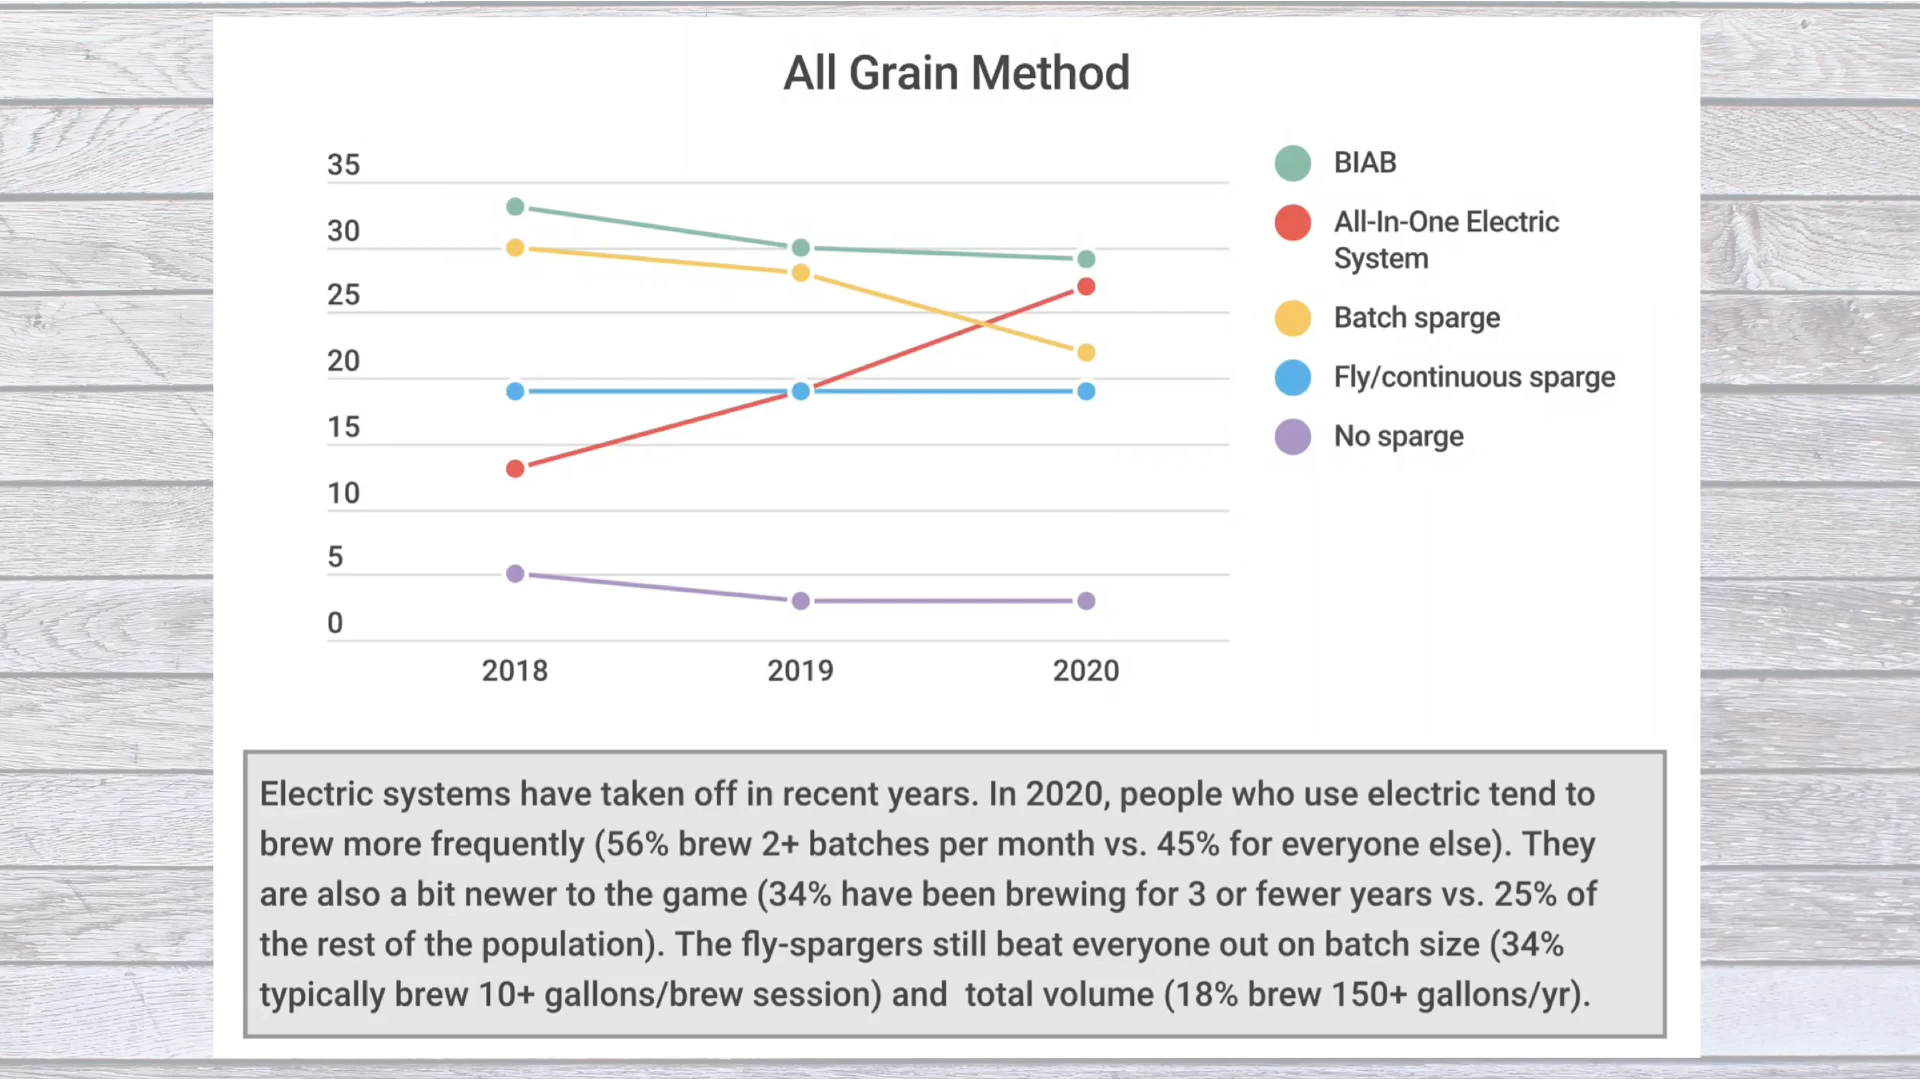 All Grain Method
35
30
25
20
15
10
5
0
2018 2019 2020
BIAB
All-In-One Electric
System
Batch sparge
Fly/continuous sparge
No sparge
Electric systems have taken off in recent years. In 2020, people who use electric tend to
brew more frequently (56% brew 2+ batches per month vs. 45% for everyone else). They
are also a bit newer to the game (34% have been brewing for 3 or fewer years vs. 25% of
the rest of the population). The fly-spargers still beat everyone out on batch size (34%
typically brew 10+ gallons/brew session) and  total volume (18% brew 150+ gallons/yr).